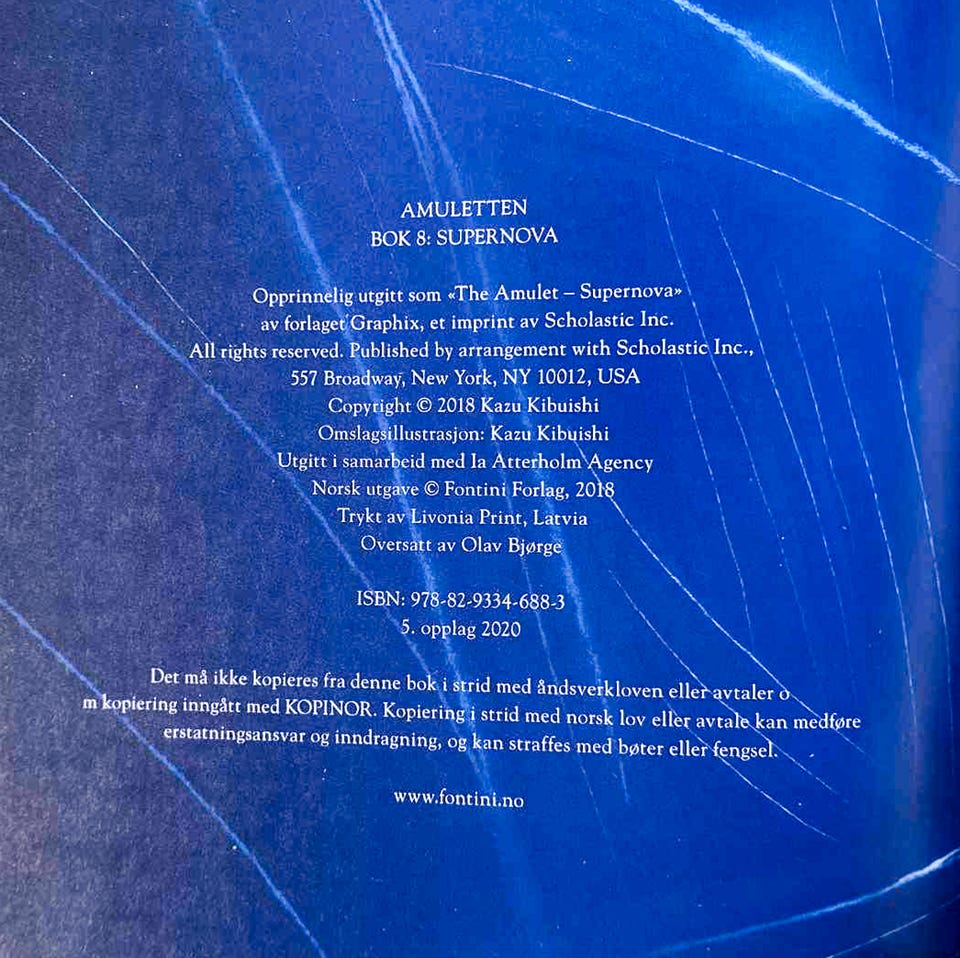 AMULETTEN
BOK 8: SUPERNOVA
Opprinnelig utgitt som «The Amulet – Supernova»
av forlaget Graphix, et imprint av Scholastic Inc.
All rights reserved. Published by arrangement with Scholastic Inc.,
557 Broadway, New York, NY 10012, USA
Copyright © 2018 Kazu Kibuishi
Omslagsillustrasjon: Kazu Kibuishi
Utgitt i samarbeid med Ia Atterholm Agency
Norsk utgave © Fontini Forlag, 2018
Trykt av Livonia Print, Latvia
Oversatt av Olav Bjørge
ISBN: 978-82-9334-688-3
5. opplag 2020
Det må ikke kopieres fra denne bok i strid med åndsverkloven eller avtaler o
m kopiering inngått med KOPINOR. Kopiering i strid med norsk lov eller avtale kan medføre
erstatningsansvar og inndragning, og kan straffes med bøter eller fengsel.
www.fontini.no